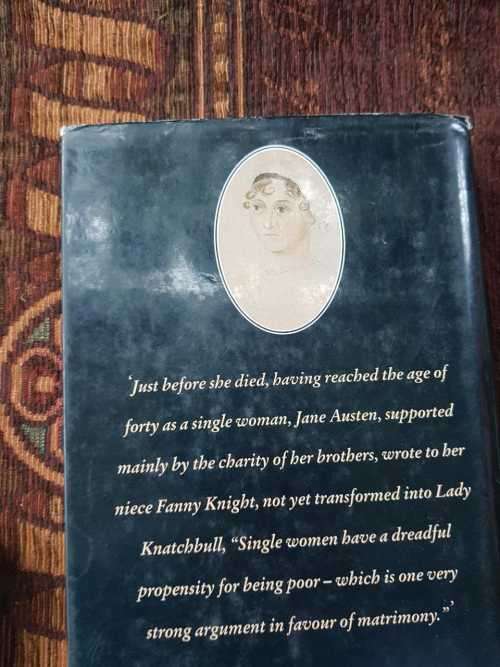 ‘Just before she died, having reached the age of
forty as a single woman, Jane Austen, supported
mainly by the charity of her brothers, wrote to her
niece Fanny Knight, not yet transformed into Lady
Knatchbull, “Single women have a dreadful
propensity for being poor – which is one very
strong argument in favour of matrimony.”’